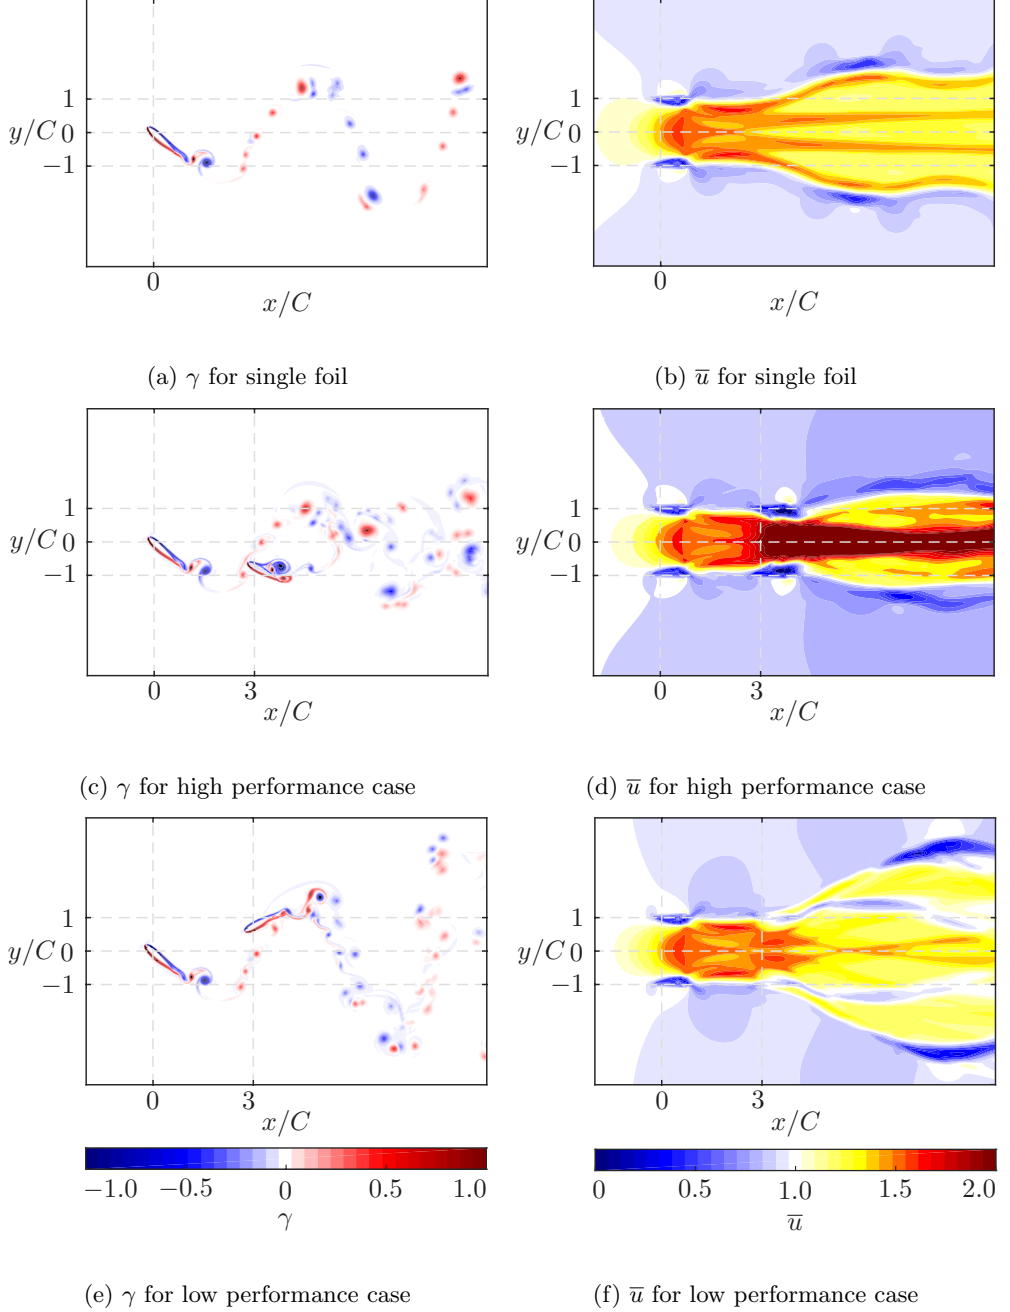 1
y/C 0
−1
0
x/C
(a) γ for single foil
1
y/C 0
−1
0
x/C
(b) u̅ for single foil
1
y/C 0
−1
0 3
x/C
(c) γ for high performance case
1
y/C 0
−1
0 3
x/C
(d) u̅ for high performance case
1
y/C 0
−1
0 3
x/C
−1.0 −0.5 0 0.5 1.0
γ
(e) γ for low performance case
1
y/C 0
−1
0 3
x/C
0 0.5 1.0 1.5 2.0
u̅
(f) u̅ for low performance case